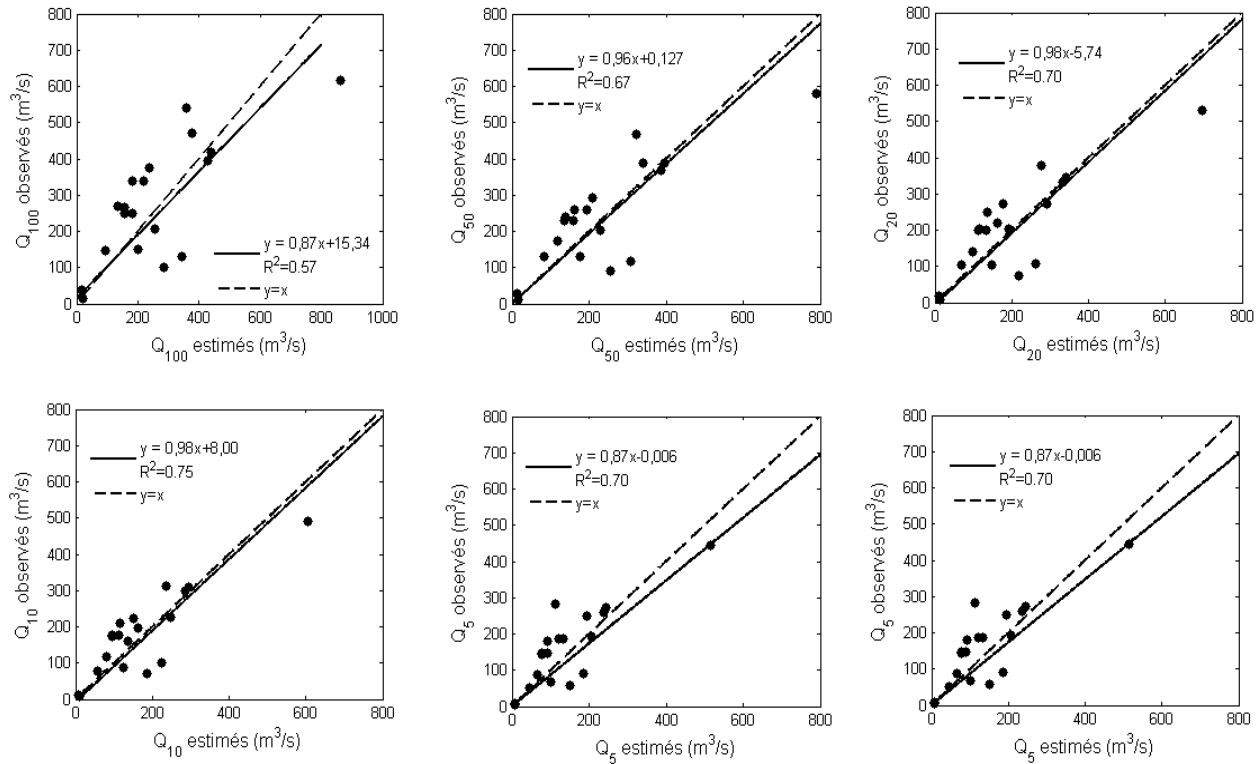 800
700
600
500
400
300
200
100
0
0 200 400 600 800 1000
Q100 observés (m3/s)
Q100 estimés (m3/s)
y = 0,87x+15,34
R2=0.57
y=x
800
700
600
500
400
300
200
100
0
0 200 400 600 800
Q50 observés (m3/s)
Q50 estimés (m3/s)
y = 0,96x+0,127
R2=0.67
y=x
800
700
600
500
400
300
200
100
0
0 200 400 600 800
Q20 observés (m3/s)
Q20 estimés (m3/s)
y = 0,98x-5,74
R2=0.70
y=x
800
700
600
500
400
300
200
100
0
0 200 400 600 800
Q10 observés (m3/s)
Q10 estimés (m3/s)
y = 0,98x+8,00
R2=0.75
y=x
800
700
600
500
400
300
200
100
0
0 200 400 600 800
Q5 observés (m3/s)
Q5 estimés (m3/s)
y = 0,87x-0,006
R2=0.70
y=x
800
700
600
500
400
300
200
100
0
0 200 400 600 800
Q5 observés (m3/s)
Q5 estimés (m3/s)
y = 0,87x-0,006
R2=0.70
y=x